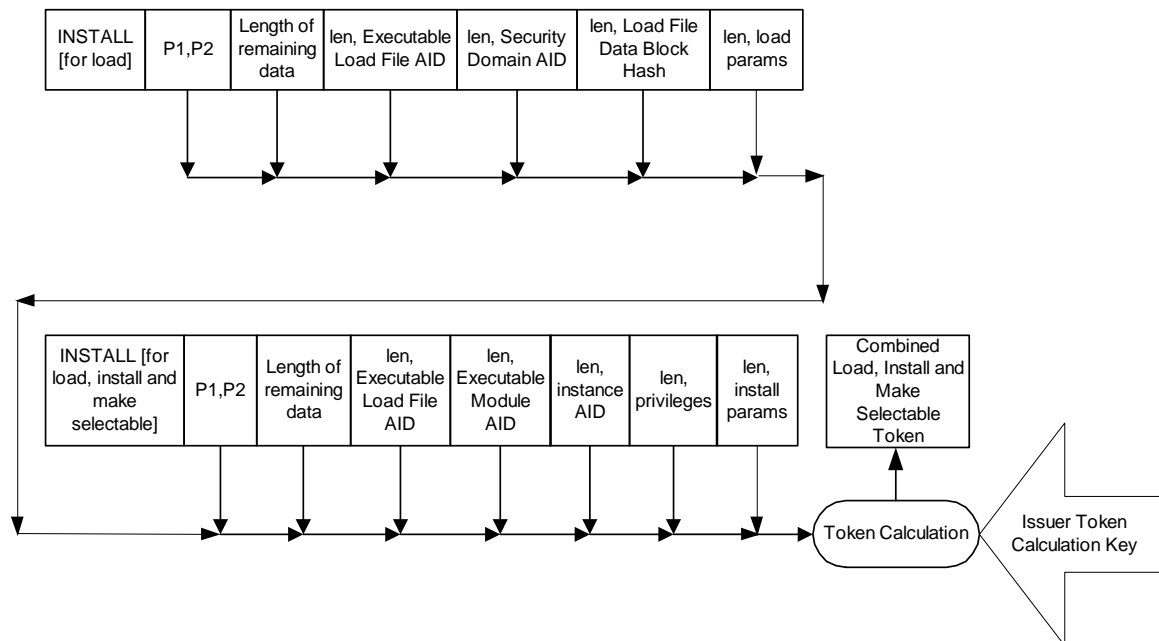 INSTALL
[for load]
P1,P2
Length of
remaining
data
len, Executable
Load File AID
len, Security
Domain AID
len, Load File
Data Block
Hash
len, load
params
INSTALL [for
load, install and
make
selectable]
P1,P2
Length of
remaining
data
len,
Executable
Load File
AID
len,
Executable
Module
AID
len,
instance
AID
len,
privileges
len,
install
params
Combined
Load, Install and
Make
Selectable
Token
Token Calculation
Issuer Token
Calculation Key